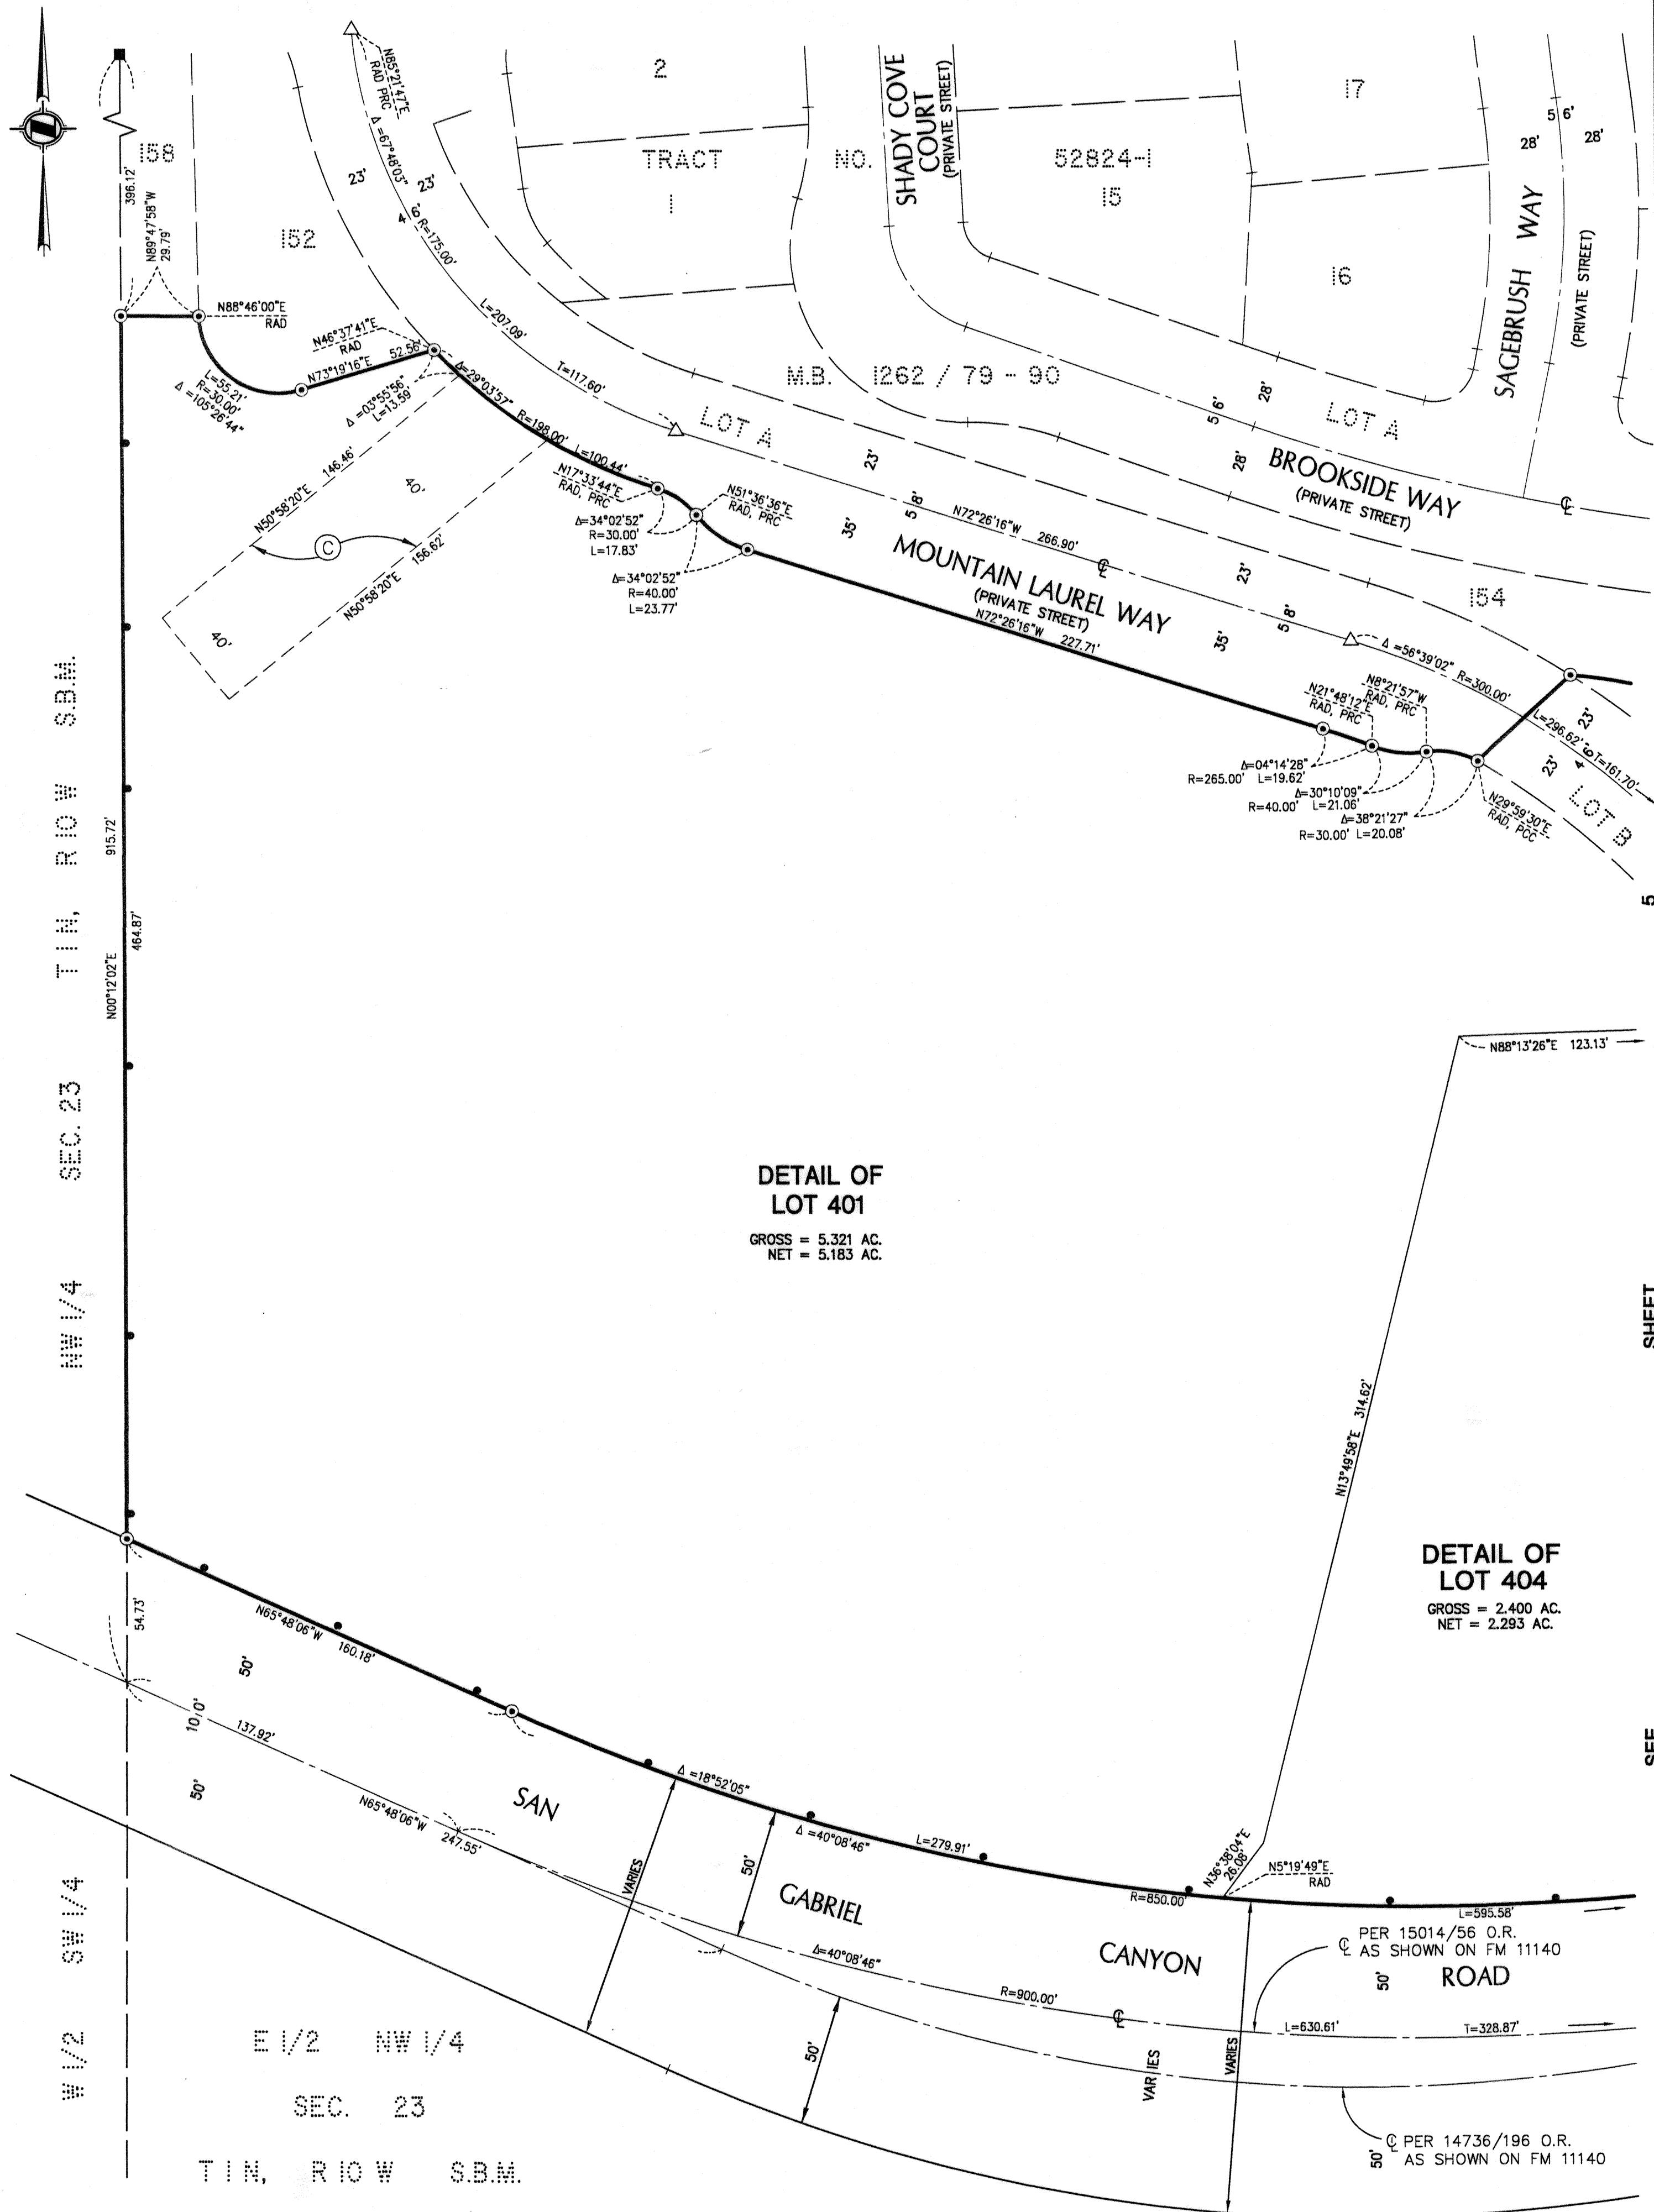 N85°21'47"E
RAD PRC
Δ =67°48'03"
R=175.00'
L=207.09'
T=117.60'
23'
23'
4 6'
158
396.12'
N89°47'58"W
29.79'
152
N88°46'00"E
RAD
L=55.21'
R=30.00'
Δ =105°26'44"
N73°19'16"E 52.56'
N46°37'41"E
RAD
Δ =03°55'56"
L=13.59'
Δ=29°03'57"
R=198.00'
L=100.44'
N50°58'20"E 146.46'
40'
C
N50°58'20"E 156.62'
40'
N17°33'44"E
RAD, PRC
Δ=34°02'52"
R=30.00'
L=17.83'
N51°36'36"E
RAD, PRC
Δ=34°02'52"
R=40.00'
L=23.77'
2
TRACT NO. 52824-1
1
M.B. 1262 / 79 - 90
SHADY COVE
COURT
(PRIVATE STREET)
15
17
16
5 6'
28'
28'
SAGEBRUSH WAY
(PRIVATE STREET)
LOT A
LOT A
5 6'
28'
28'
BROOKSIDE WAY
(PRIVATE STREET)
℄
23'
5 8'
35'
N72°26'16"W 266.90'
℄
MOUNTAIN LAUREL WAY
(PRIVATE STREET)
N72°26'16"W 227.71'
23'
5 8'
35'
154
Δ =56°39'02" R=300.00'
L=296.62'
T=161.70'
23'
23'
4 6'
LOT B
N21°48'12"E
RAD, PRC
N8°21'57"W
RAD, PRC
Δ=04°14'28"
R=265.00' L=19.62'
Δ=30°10'09"
R=40.00' L=21.06'
Δ=38°21'27"
R=30.00' L=20.08'
N29°59'30"E
RAD, PCC
5
NW 1/4 SEC. 23 T1N, R10W S.B.M.
N00°12'02"E 915.72'
464.87'
N88°13'26"E 123.13'
DETAIL OF
LOT 401
GROSS = 5.321 AC.
NET = 5.183 AC.
N13°49'58"E 314.62'
SHEET
SEE
DETAIL OF
LOT 404
GROSS = 2.400 AC.
NET = 2.293 AC.
54.73'
N65°48'06"W 160.18'
50'
10 0'
50'
137.92'
N65°48'06"W
247.55'
SAN
GABRIEL
CANYON
ROAD
Δ =18°52'05"
Δ =40°08'46"
L=279.91'
VARIES
50'
R=850.00'
N36°38'04"E
26.08'
N5°19'49"E
RAD
L=595.58'
Δ=40°08'46"
R=900.00'
℄
L=630.61'
T=328.87'
℄ PER 15014/56 O.R.
AS SHOWN ON FM 11140
50'
50'
VARIES
VARIES
℄ PER 14736/196 O.R.
AS SHOWN ON FM 11140
50'
W 1/2 SW 1/4
E 1/2 NW 1/4
SEC. 23
T1N, R10W S.B.M.